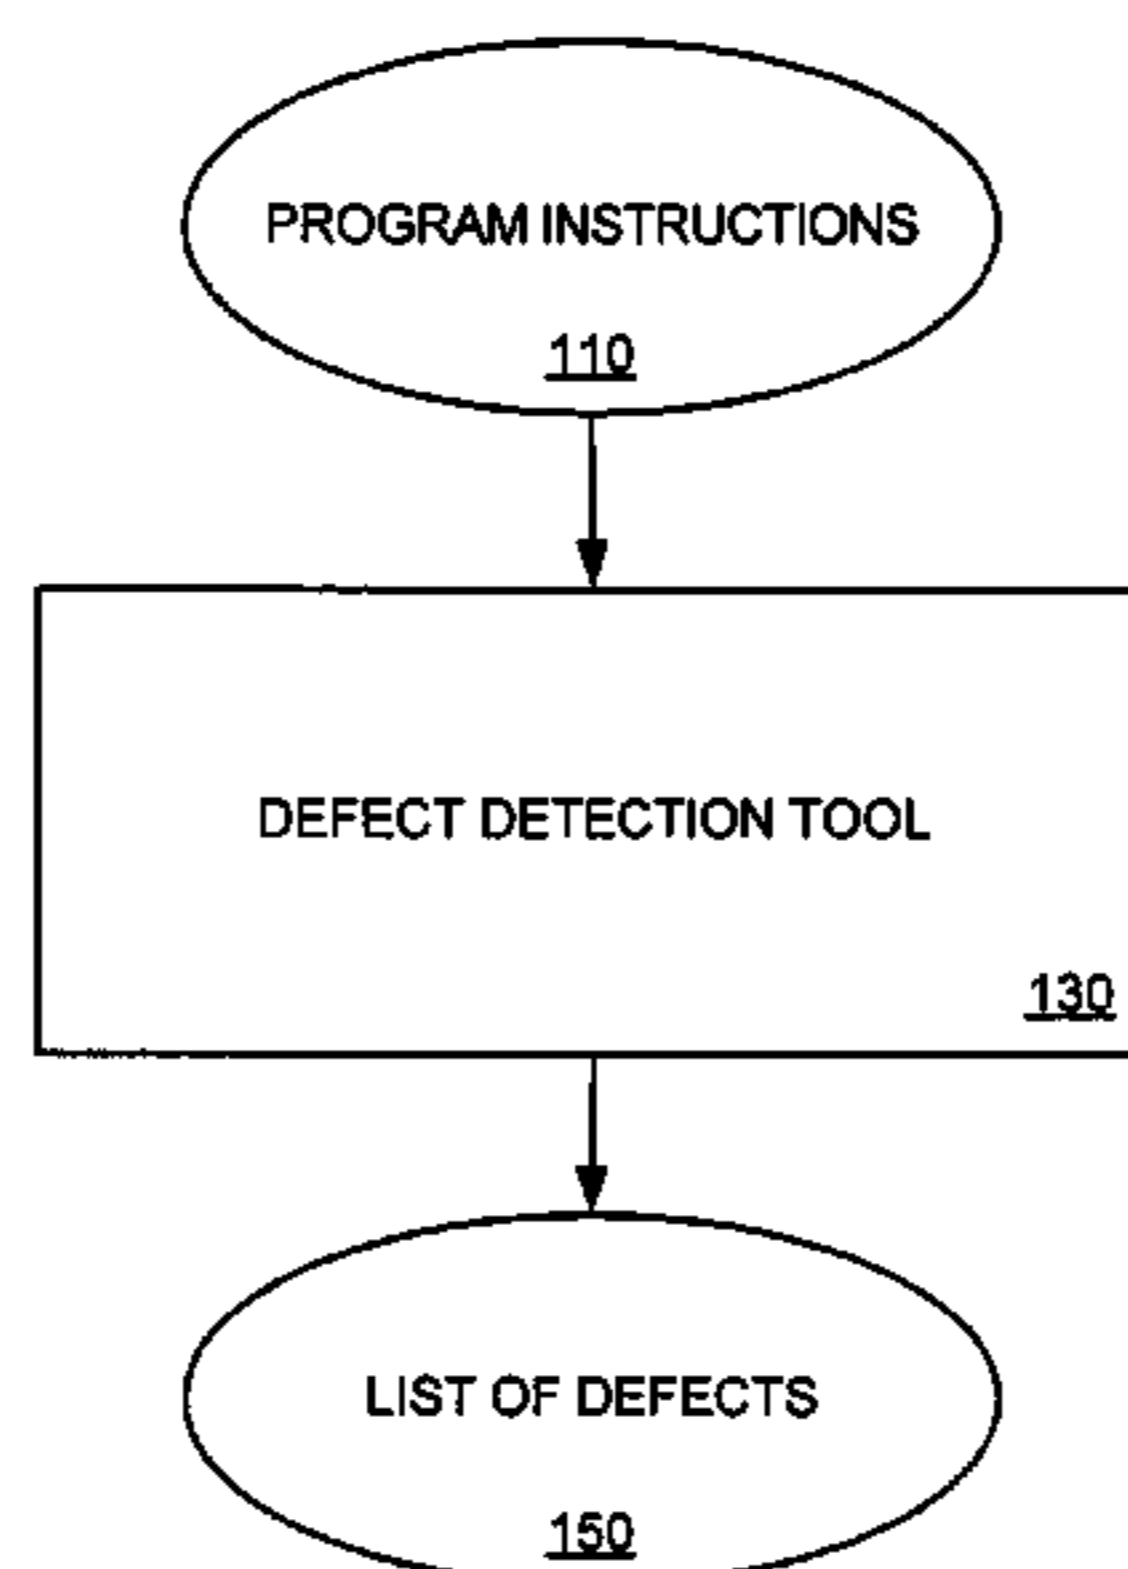 PROGRAM INSTRUCTIONS
110
DEFECT DETECTION TOOL
130
LIST OF DEFECTS
150